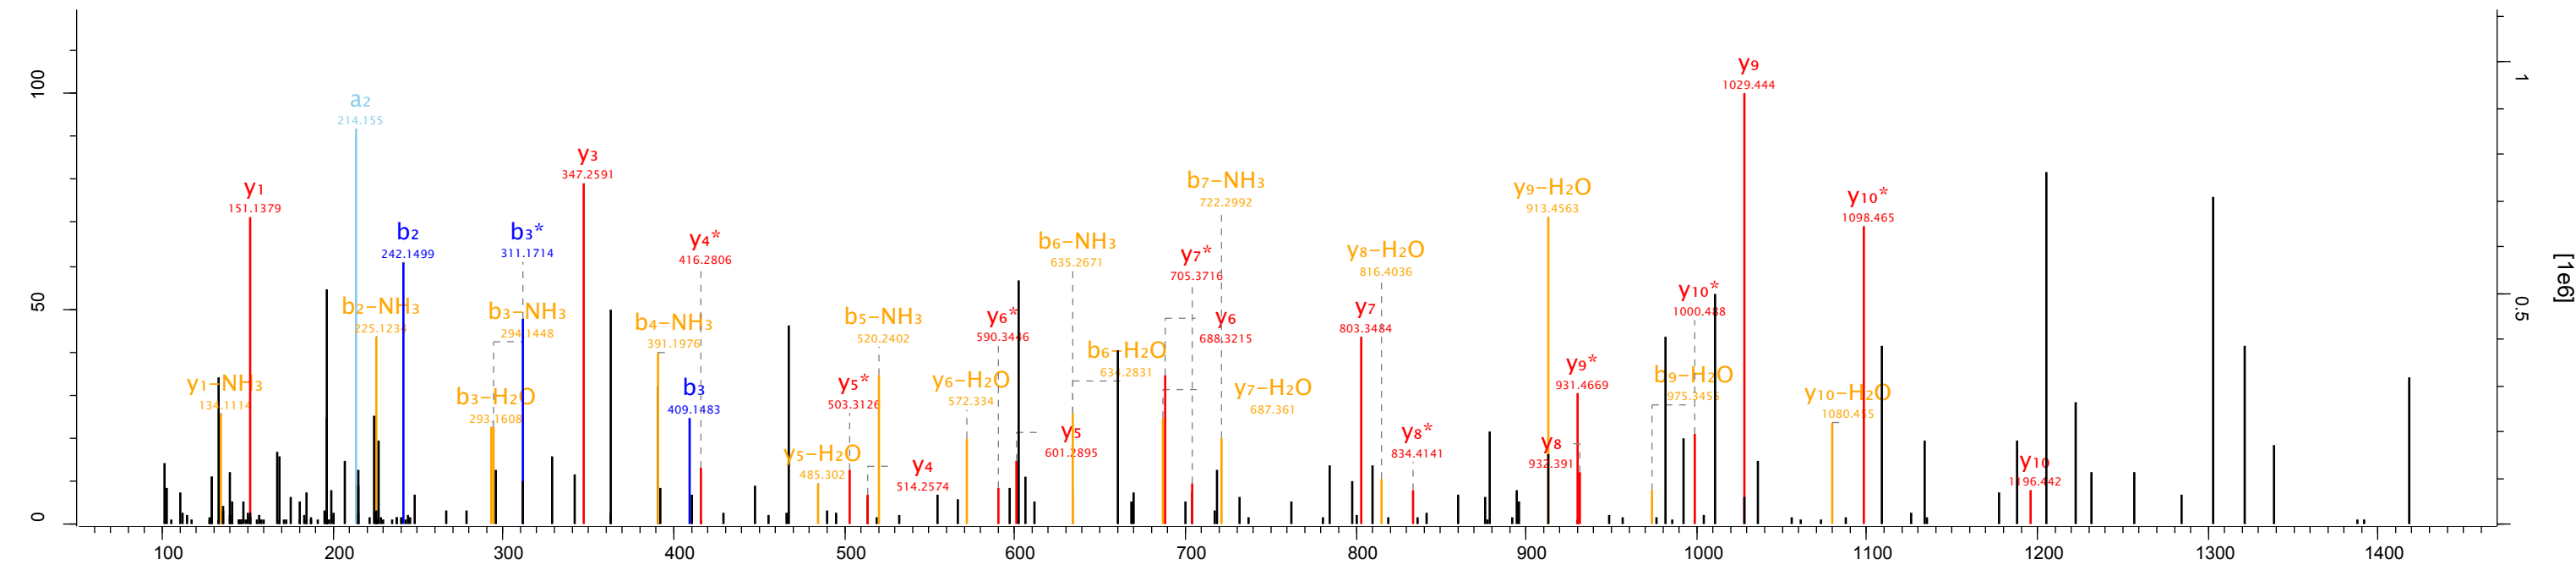 100
50
0
1
0.5
[1e6]
y1-NH3
134.1114
y1
151.1379
a2
214.155
b2-NH3
225.1234
b2
242.1499
b3-H2O
293.1608
b3-NH3
294.1448
b3*
311.1714
y3
347.2591
b4-NH3
391.1976
b3
409.1483
y4*
416.2806
y5-H2O
485.302
y5*
503.3126
y4
514.2574
b5-NH3
520.2402
y6-H2O
572.334
y6*
590.3446
y5
601.2895
b6-H2O
634.2831
b6-NH3
635.2671
y7-H2O
687.361
y6
688.3215
y7*
705.3716
b7-NH3
722.2992
y7
803.3484
y8-H2O
816.4036
y8*
834.4141
y9-H2O
913.4563
y9*
931.4669
y8
932.391
b9-H2O
975.3455
y10*
1000.488
y9
1029.444
y10-H2O
1080.455
y10*
1098.465
y10
1196.442
100 200 300 400 500 600 700 800 900 1000 1100 1200 1300 1400